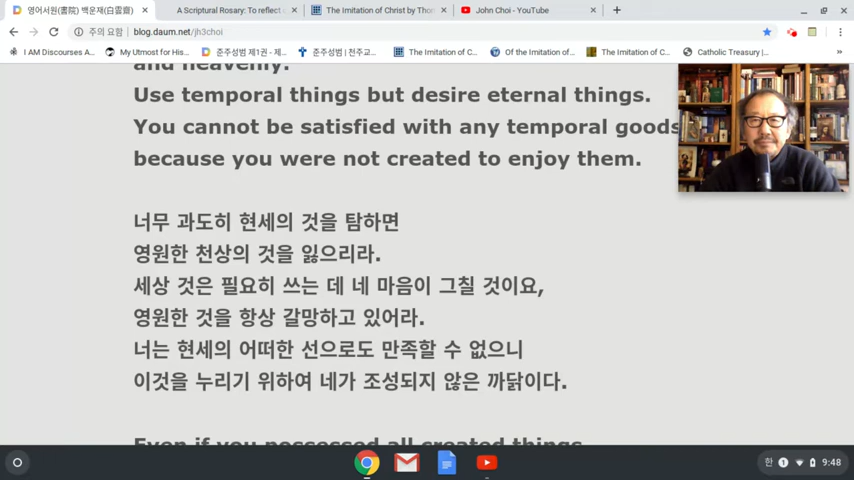 영어서원(書院) 백운재(白雲齋)
A Scriptural Rosary: To reflect
The Imitation of Christ by Thom
John Choi - YouTube
주의 요함
blog.daum.net/jh3choi
I AM Discourses A...
My Utmost for His...
준주성범 제1권 - 제...
준주성범 | 천주교...
The Imitation of C...
Of the Imitation of...
The Imitation of C...
Catholic Treasury |...
»
and heavenly.
Use temporal things but desire eternal things.
You cannot be satisfied with any temporal goods
because you were not created to enjoy them.
너무 과도히 현세의 것을 탐하면
영원한 천상의 것을 잃으리라.
세상 것은 필요히 쓰는 데 네 마음이 그칠 것이요,
영원한 것을 항상 갈망하고 있어라.
너는 현세의 어떠한 선으로도 만족할 수 없으니
이것을 누리기 위하여 네가 조성되지 않은 까닭이다.
Even if you possessed all created things
한 1 9:48